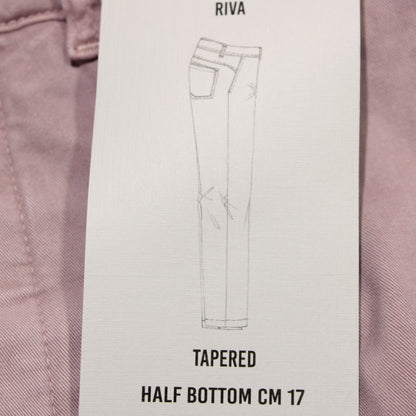 RIVA
TAPERED
HALF BOTTOM CM 17